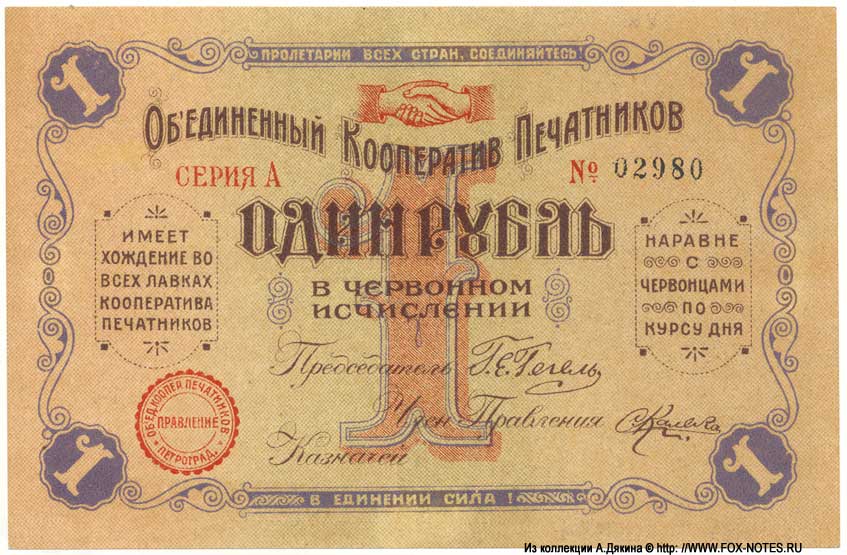 1 ПРОЛЕТАРИИ ВСЕХ СТРАН, СОЕДИНЯЙТЕСЬ! 1
ОБ'ЕДИНЕННЫЙ КООПЕРАТИВ ПЕЧАТНИКОВ
СЕРИЯ А № 02980
1
ОДИН РУБЛЬ
В ЧЕРВОННОМ
ИСЧИСЛЕНИИ
ИМЕЕТ
ХОЖДЕНИЕ ВО
ВСЕХ ЛАВКАХ
КООПЕРАТИВА
ПЕЧАТНИКОВ
НАРАВНЕ
С
ЧЕРВОНЦАМИ
ПО
КУРСУ ДНЯ
Председатель Г.Е.Гегель
Член Правления
Казначей
ОБ'ЕД.КООПЕР.ПЕЧАТНИКОВ
ПРАВЛЕНИЕ
ПЕТРОГРАД.
1 В ЕДИНЕНИИ СИЛА! 1
Из коллекции А.Дякина © http: //WWW.FOX-NOTES.RU